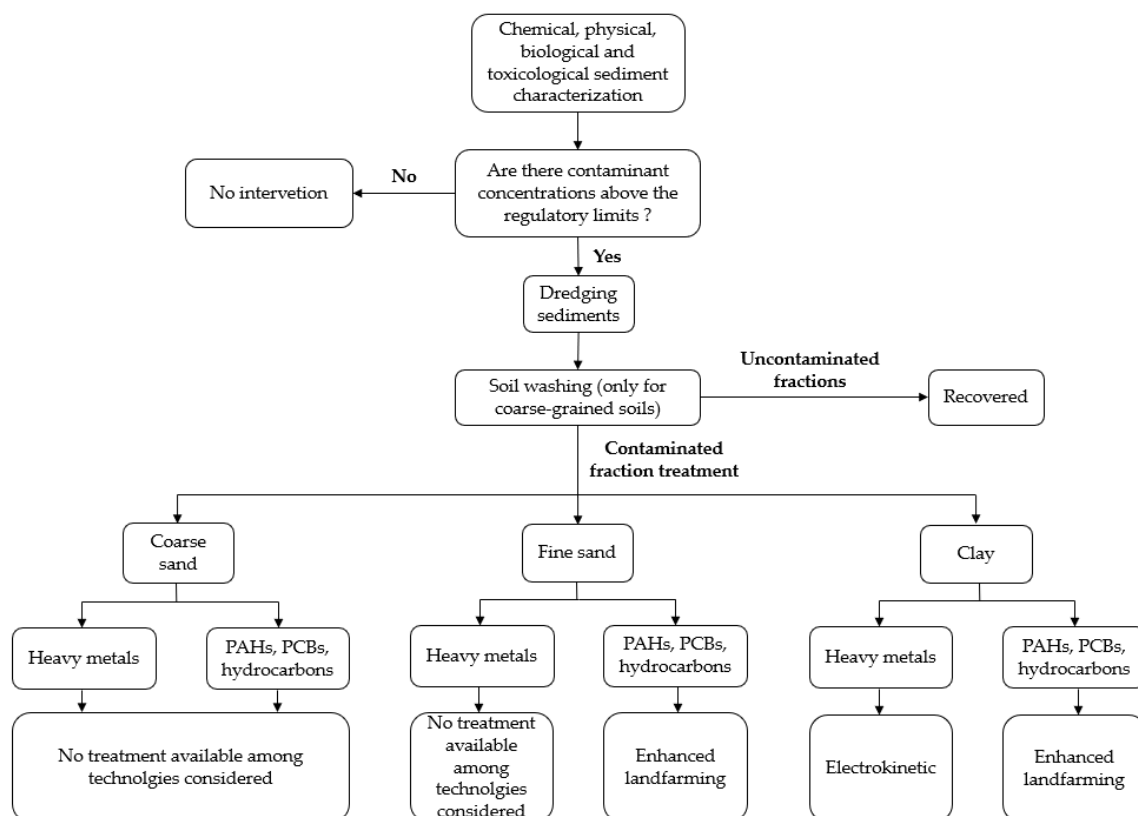 Chemical, physical,
biological and
toxicological sediment
characterization
Are there contaminant
concentrations above the
regulatory limits ?
No
No intervetion
Yes
Dredging
sediments
Soil washing (only for
coarse-grained soils)
Uncontaminated
fractions
Recovered
Contaminated
fraction treatment
Coarse
sand
Fine sand
Clay
Heavy metals
PAHs, PCBs,
hydrocarbons
Heavy metals
PAHs, PCBs,
hydrocarbons
Heavy metals
PAHs, PCBs,
hydrocarbons
No treatment available among
technolgies considered
No treatment
available
among
technolgies
considered
Enhanced
landfarming
Electrokinetic
Enhanced
landfarming